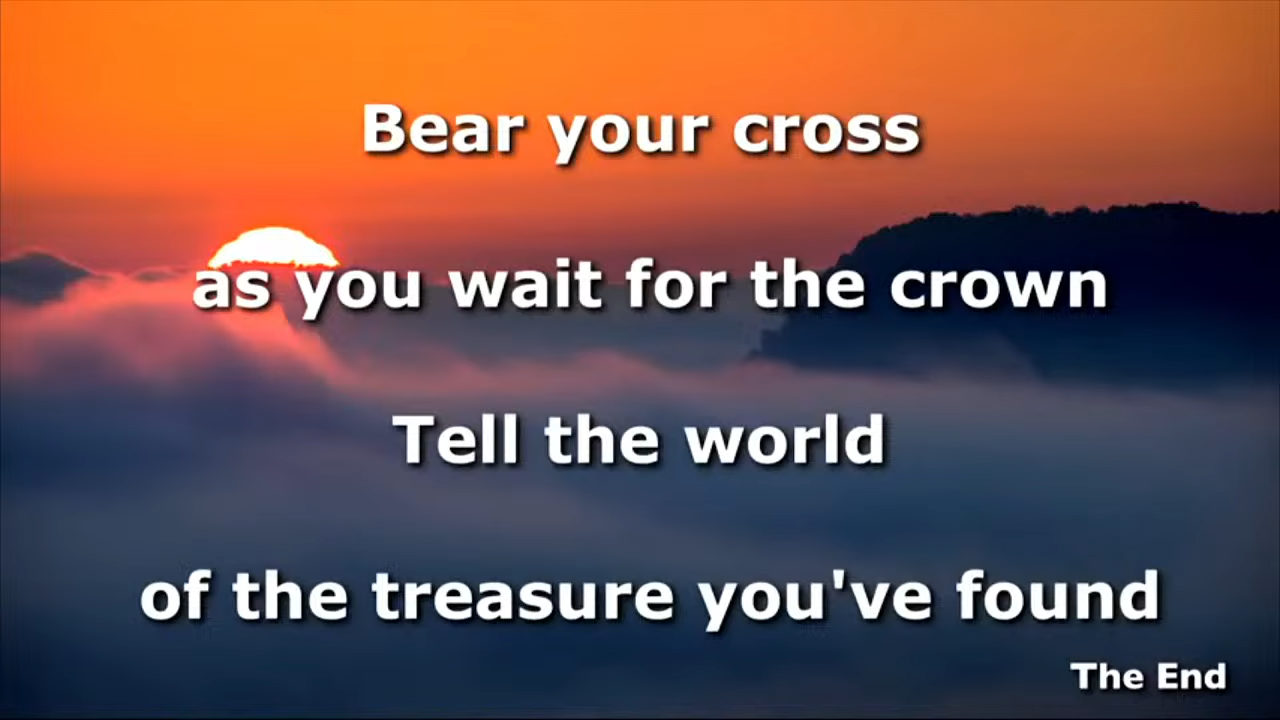 Bear your cross
as you wait for the crown
Tell the world
of the treasure you've found
The End